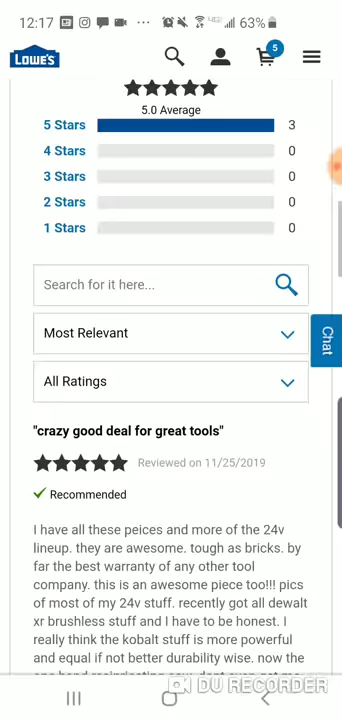 12:17
63%
LOWE'S
5
5.0 Average
5 Stars 3
4 Stars 0
3 Stars 0
2 Stars 0
1 Stars 0
Search for it here...
Most Relevant
Chat
All Ratings
"crazy good deal for great tools"
Reviewed on 11/25/2019
Recommended
I have all these peices and more of the 24v
lineup. they are awesome. tough as bricks. by
far the best warranty of any other tool
company. this is an awesome piece too!!! pics
of most of my 24v stuff. recently got all dewalt
xr brushless stuff and I have to be honest. I
really think the kobalt stuff is more powerful
and equal if not better durability wise. now the
DU RECORDER